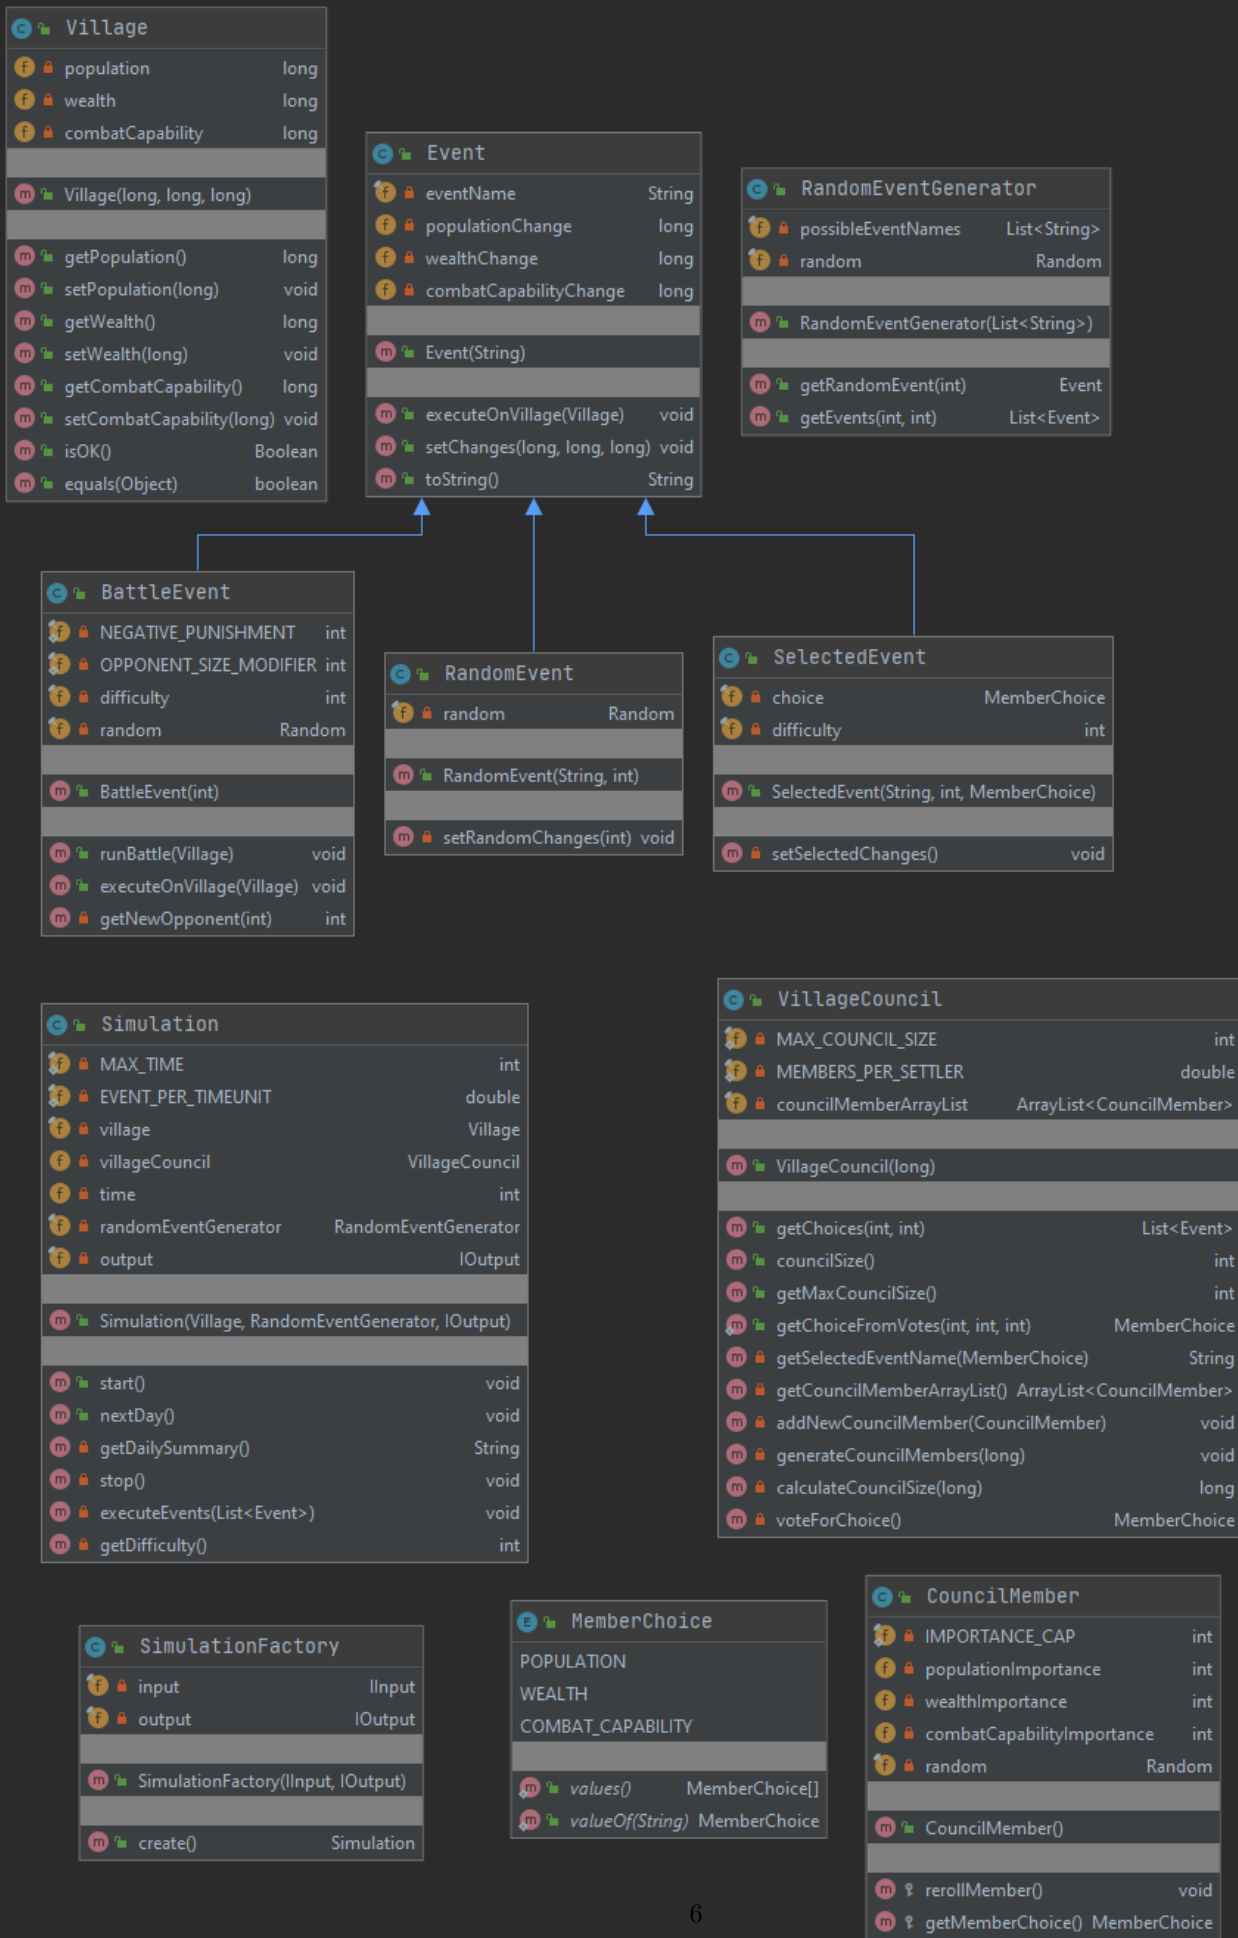 Village
population long
wealth long
combatCapability long
Village(long, long, long)
getPopulation() long
setPopulation(long) void
getWealth() long
setWealth(long) void
getCombatCapability() long
setCombatCapability(long) void
isOK() Boolean
equals(Object) boolean
Event
eventName String
populationChange long
wealthChange long
combatCapabilityChange long
Event(String)
executeOnVillage(Village) void
setChanges(long, long, long) void
toString() String
RandomEventGenerator
possibleEventNames List<String>
random Random
RandomEventGenerator(List<String>)
getRandomEvent(int) Event
getEvents(int, int) List<Event>
BattleEvent
NEGATIVE_PUNISHMENT int
OPPONENT_SIZE_MODIFIER int
difficulty int
random Random
BattleEvent(int)
runBattle(Village) void
executeOnVillage(Village) void
getNewOpponent(int) int
RandomEvent
random Random
RandomEvent(String, int)
setRandomChanges(int) void
SelectedEvent
choice MemberChoice
difficulty int
SelectedEvent(String, int, MemberChoice)
setSelectedChanges() void
Simulation
MAX_TIME int
EVENT_PER_TIMEUNIT double
village Village
villageCouncil VillageCouncil
time int
randomEventGenerator RandomEventGenerator
output IOutput
Simulation(Village, RandomEventGenerator, IOutput)
start() void
nextDay() void
getDailySummary() String
stop() void
executeEvents(List<Event>) void
getDifficulty() int
VillageCouncil
MAX_COUNCIL_SIZE int
MEMBERS_PER_SETTLER double
councilMemberArrayList ArrayList<CouncilMember>
VillageCouncil(long)
getChoices(int, int) List<Event>
councilSize() int
getMaxCouncilSize() int
getChoiceFromVotes(int, int, int) MemberChoice
getSelectedEventName(MemberChoice) String
getCouncilMemberArrayList() ArrayList<CouncilMember>
addNewCouncilMember(CouncilMember) void
generateCouncilMembers(long) void
calculateCouncilSize(long) long
voteForChoice() MemberChoice
SimulationFactory
input IInput
output IOutput
SimulationFactory(IInput, IOutput)
create() Simulation
MemberChoice
POPULATION
WEALTH
COMBAT_CAPABILITY
values() MemberChoice[]
valueOf(String) MemberChoice
CouncilMember
IMPORTANCE_CAP int
populationImportance int
wealthImportance int
combatCapabilityImportance int
random Random
CouncilMember()
rerollMember() void
getMemberChoice() MemberChoice
6